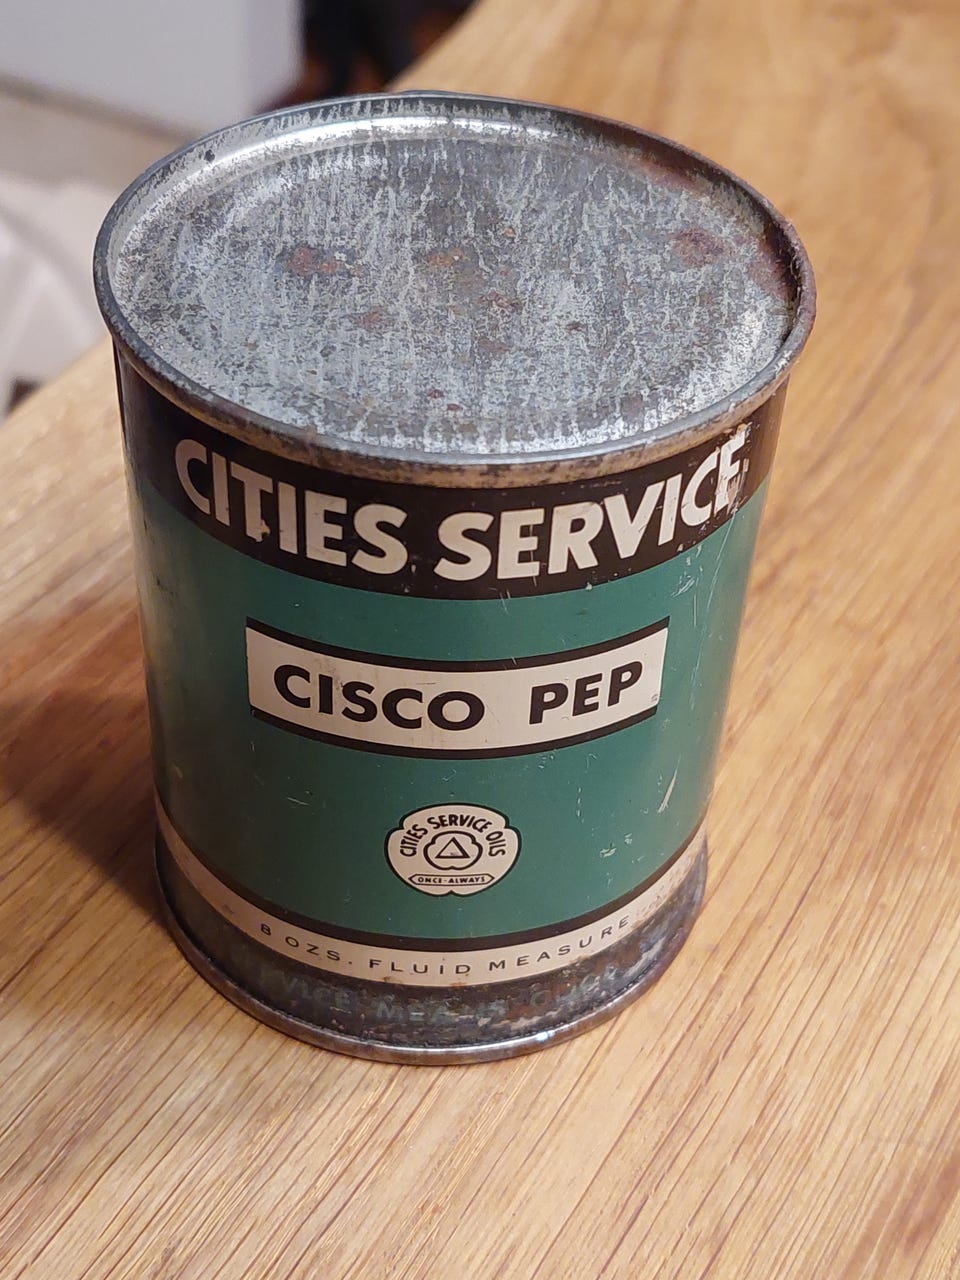 CITIES SERVICE
CISCO PEP
CITIES SERVICE OILS
ONCE-ALWAYS
8 OZS. FLUID MEASURE